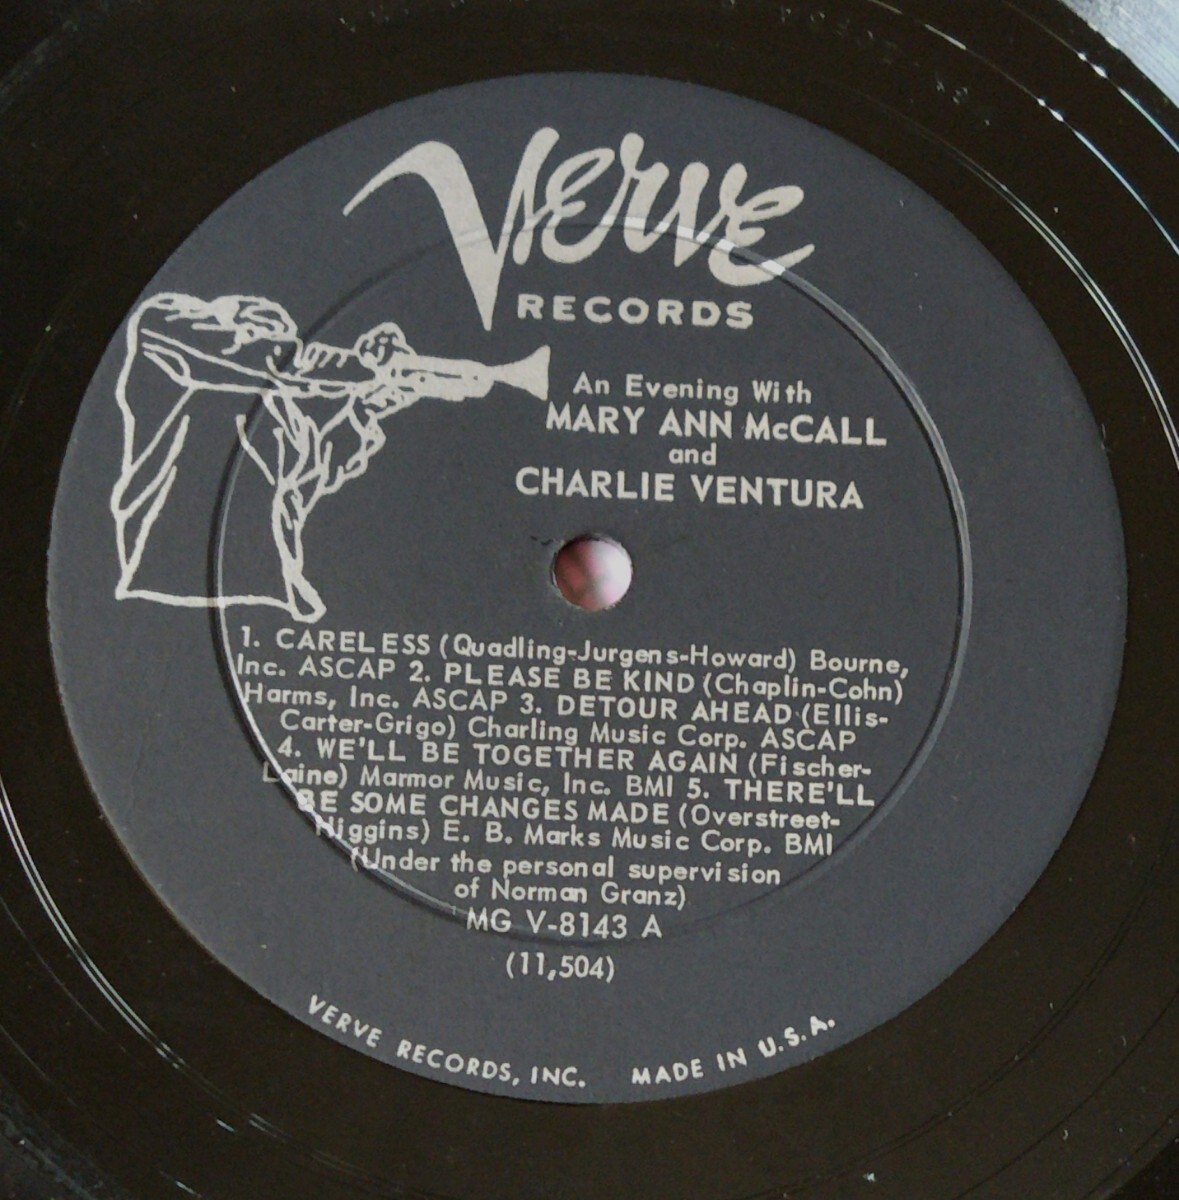 Verve
RECORDS
An Evening With
MARY ANN McCALL
and
CHARLIE VENTURA
1. CARELESS (Quadling-Jurgens-Howard) Bourne,
Inc. ASCAP 2. PLEASE BE KIND (Chaplin-Cohn)
Harms, Inc. ASCAP 3. DETOUR AHEAD (Ellis-
Carter-Grigo) Charling Music Corp. ASCAP
4. WE'LL BE TOGETHER AGAIN (Fischer-
Laine) Marmor Music, Inc. BMI 5. THERE'LL
BE SOME CHANGES MADE (Overstreet-
Higgins) E. B. Marks Music Corp. BMI
(Under the personal supervision
of Norman Granz)
MG V-8143 A
(11,504)
VERVE RECORDS, INC. MADE IN U.S.A.